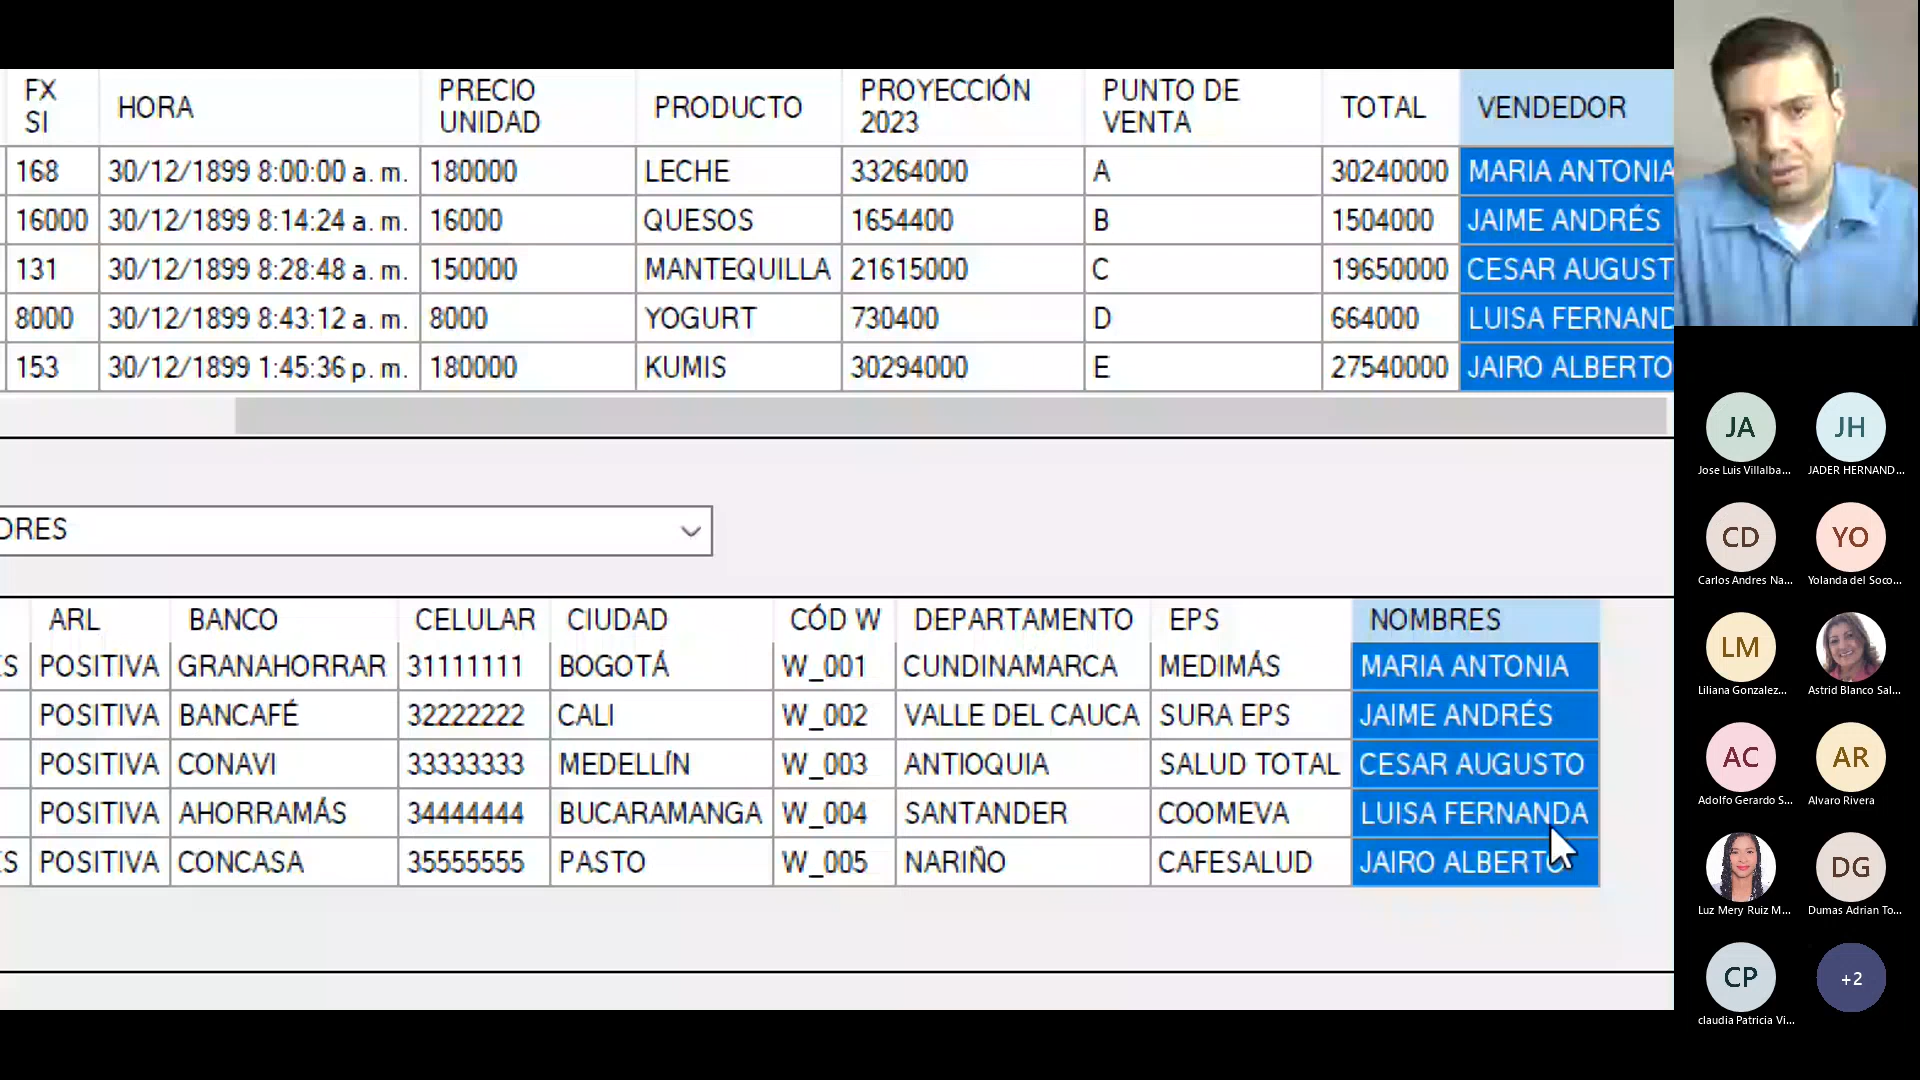 FX SI HORA PRECIO UNIDAD PRODUCTO PROYECCIÓN 2023 PUNTO DE VENTA TOTAL VENDEDOR
168 30/12/1899 8:00:00 a. m. 180000 LECHE 33264000 A 30240000 MARIA ANTONIA
16000 30/12/1899 8:14:24 a. m. 16000 QUESOS 1654400 B 1504000 JAIME ANDRÉS
131 30/12/1899 8:28:48 a. m. 150000 MANTEQUILLA 21615000 C 19650000 CESAR AUGUST
8000 30/12/1899 8:43:12 a. m. 8000 YOGURT 730400 D 664000 LUISA FERNAND
153 30/12/1899 1:45:36 p. m. 180000 KUMIS 30294000 E 27540000 JAIRO ALBERTO
DRES
ARL BANCO CELULAR CIUDAD CÓD W DEPARTAMENTO EPS NOMBRES
S POSITIVA GRANAHORRAR 31111111 BOGOTÁ W_001 CUNDINAMARCA MEDIMÁS MARIA ANTONIA
POSITIVA BANCAFÉ 32222222 CALI W_002 VALLE DEL CAUCA SURA EPS JAIME ANDRÉS
POSITIVA CONAVI 33333333 MEDELLÍN W_003 ANTIOQUIA SALUD TOTAL CESAR AUGUSTO
POSITIVA AHORRAMÁS 34444444 BUCARAMANGA W_004 SANTANDER COOMEVA LUISA FERNANDA
S POSITIVA CONCASA 35555555 PASTO W_005 NARIÑO CAFESALUD JAIRO ALBERTO
JA JH
Jose Luis Villalba... JADER HERNAND...
CD YO
Carlos Andres Na... Yolanda del Soco...
LM
Liliana Gonzalez... Astrid Blanco Sal...
AC AR
Adolfo Gerardo S... Alvaro Rivera
DG
Luz Mery Ruiz M... Dumas Adrian To...
CP +2
claudia Patricia Vi...